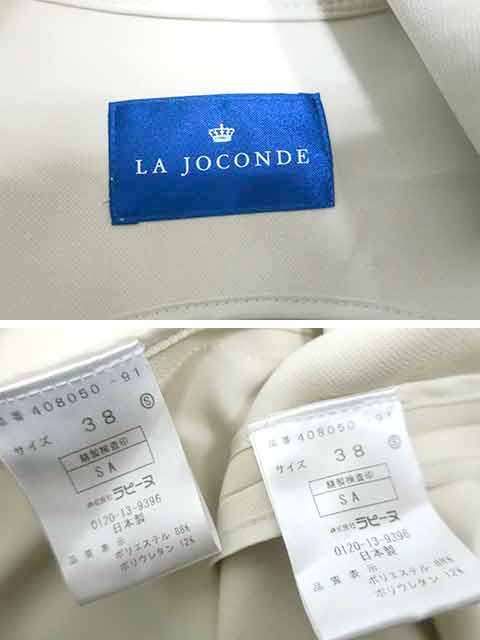 LA JOCONDE
品番 408050 -91
サイズ 38 Ⓢ
縫製検査印
SA
株式会社ラピーヌ
0120-13-9396
日本製
品質表示
ポリエステル 88%
ポリウレタン 12%
品番 408050 -91
サイズ 38 Ⓢ
縫製検査印
SA
株式会社ラピーヌ
0120-13-9396
日本製
品質表示
ポリエステル 88%
ポリウレタン 12%